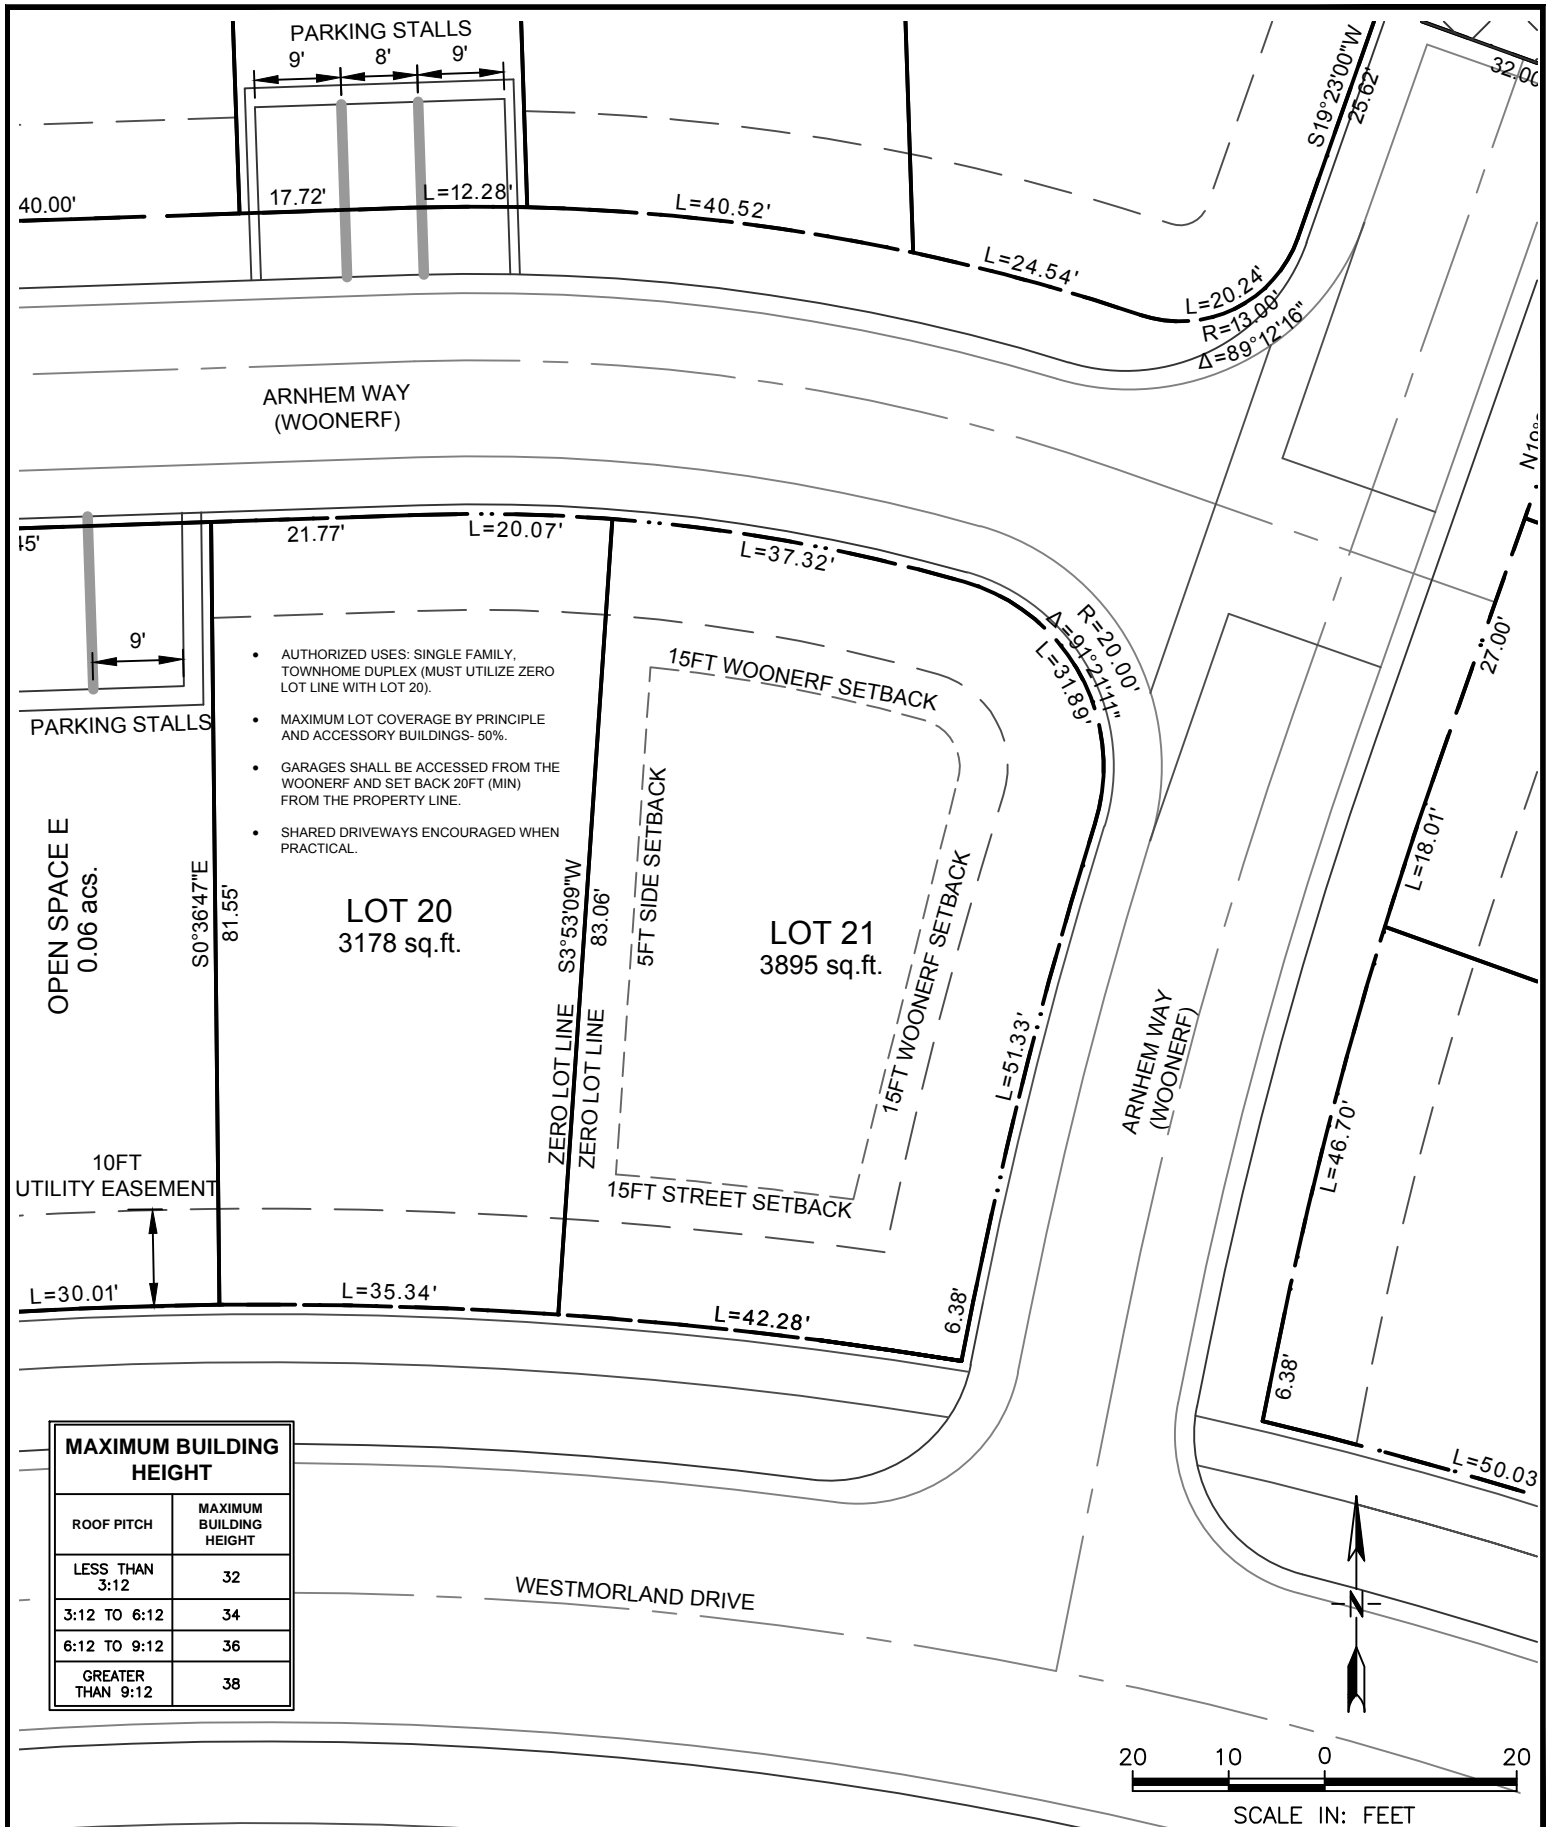 PARKING STALLS
9'
8'
9'
S19°23'00"W
25.62'
40.00'
17.72'
L=12.28'
L=40.52'
L=24.54'
L=20.24'
R=13.00'
Δ=89°12'16"
ARNHEM WAY
(WOONERF)
21.77'
L=20.07'
L=37.32'
R=20.00'
Δ=91°21'11"
L=31.89'
27.00'
9'
PARKING STALLS
• AUTHORIZED USES: SINGLE FAMILY,
TOWNHOME DUPLEX (MUST UTILIZE ZERO
LOT LINE WITH LOT 20).
• MAXIMUM LOT COVERAGE BY PRINCIPLE
AND ACCESSORY BUILDINGS- 50%.
• GARAGES SHALL BE ACCESSED FROM THE
WOONERF AND SET BACK 20FT (MIN)
FROM THE PROPERTY LINE.
• SHARED DRIVEWAYS ENCOURAGED WHEN
PRACTICAL.
15FT WOONERF SETBACK
5FT SIDE SETBACK
15FT WOONERF SETBACK
15FT STREET SETBACK
OPEN SPACE E
0.06 acs.
S0°36'47"E
81.55'
LOT 20
3178 sq.ft.
S3°53'09"W
83.06'
ZERO LOT LINE
ZERO LOT LINE
LOT 21
3895 sq.ft.
L=51.33'
L=18.01'
ARNHEM WAY
(WOONERF)
L=46.70'
10FT
UTILITY EASEMENT
L=30.01'
L=35.34'
L=42.28'
6.38'
6.38'
L=50.03
MAXIMUM BUILDING
HEIGHT
ROOF PITCH
MAXIMUM
BUILDING
HEIGHT
LESS THAN
3:12
32
3:12 TO 6:12
34
6:12 TO 9:12
36
GREATER
THAN 9:12
38
WESTMORLAND DRIVE
N
20 10 0 20
SCALE IN: FEET